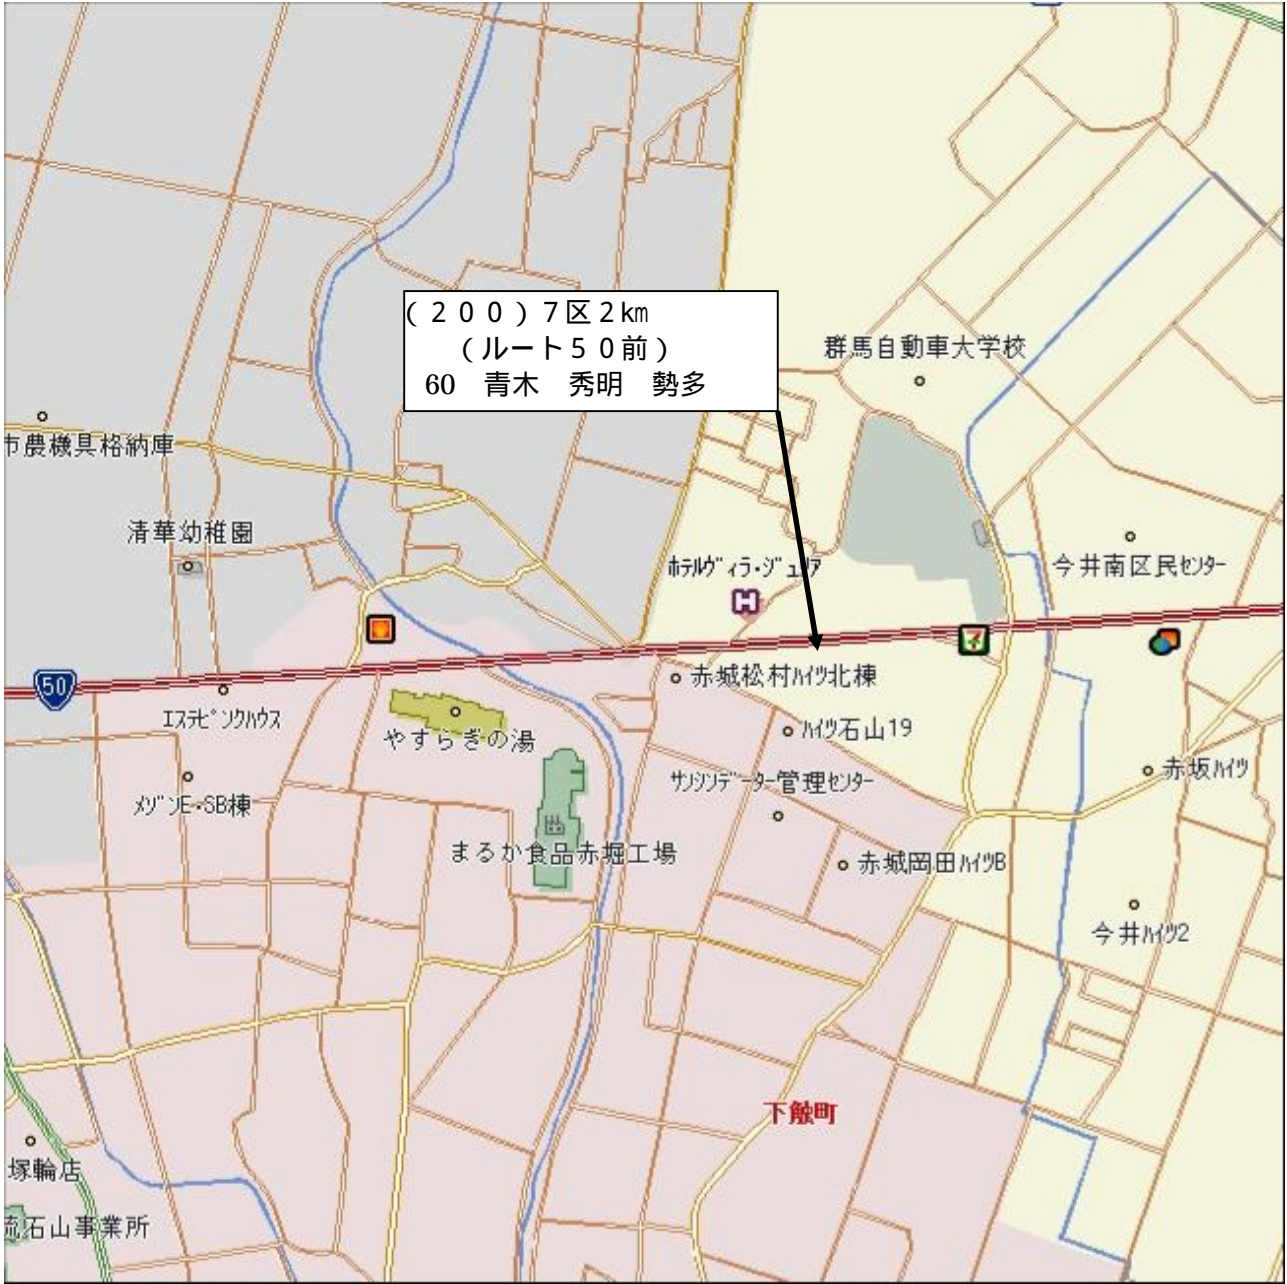 (２００)７区２㎞
(ルート５０前)
60　青木　秀明　勢多
群馬自動車大学校
市農機具格納庫
清華幼稚園
ﾎﾃﾙヴィラ・ジュリア
今井南区民ｾﾝﾀｰ
50
赤城松村ﾊｲﾂ北棟
ｴｽﾃﾋﾟﾝｸﾊｳｽ
やすらぎの湯
ﾊｲﾂ石山19
赤坂ﾊｲﾂ
ｻﾝｼﾝﾃﾞｰﾀｰ管理ｾﾝﾀｰ
ﾒｿﾞﾝE・SB棟
まるか食品赤堀工場
赤城岡田ﾊｲﾂB
今井ﾊｲﾂ2
下触町
塚輪店
流石山事業所